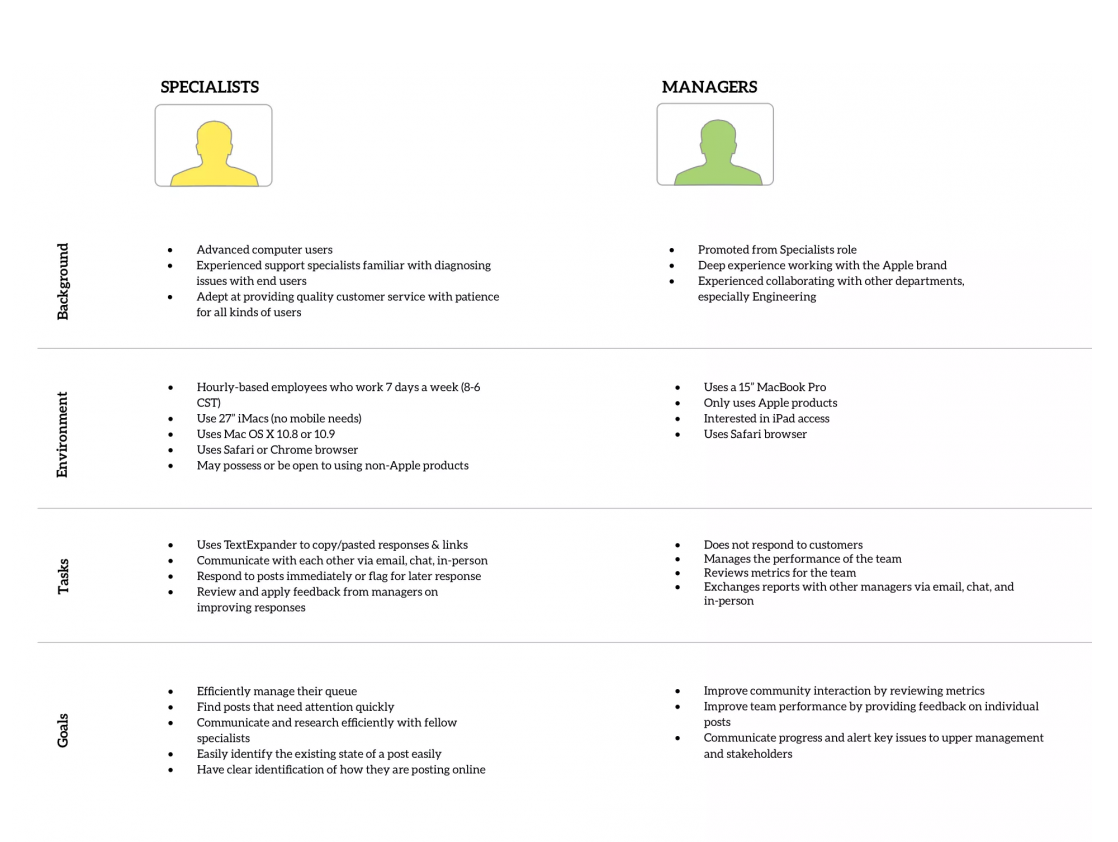 SPECIALISTS
MANAGERS
Background
• Advanced computer users
• Experienced support specialists familiar with diagnosing
issues with end users
• Adept at providing quality customer service with patience
for all kinds of users
• Promoted from Specialists role
• Deep experience working with the Apple brand
• Experienced collaborating with other departments,
especially Engineering
Environment
• Hourly-based employees who work 7 days a week (8-6
CST)
• Use 27" iMacs (no mobile needs)
• Uses Mac OS X 10.8 or 10.9
• Uses Safari or Chrome browser
• May possess or be open to using non-Apple products
• Uses a 15" MacBook Pro
• Only uses Apple products
• Interested in iPad access
• Uses Safari browser
Tasks
• Uses TextExpander to copy/pasted responses & links
• Communicate with each other via email, chat, in-person
• Respond to posts immediately or flag for later response
• Review and apply feedback from managers on
improving responses
• Does not respond to customers
• Manages the performance of the team
• Reviews metrics for the team
• Exchanges reports with other managers via email, chat, and
in-person
Goals
• Efficiently manage their queue
• Find posts that need attention quickly
• Communicate and research efficiently with fellow
specialists
• Easily identify the existing state of a post easily
• Have clear identification of how they are posting online
• Improve community interaction by reviewing metrics
• Improve team performance by providing feedback on individual
posts
• Communicate progress and alert key issues to upper management
and stakeholders